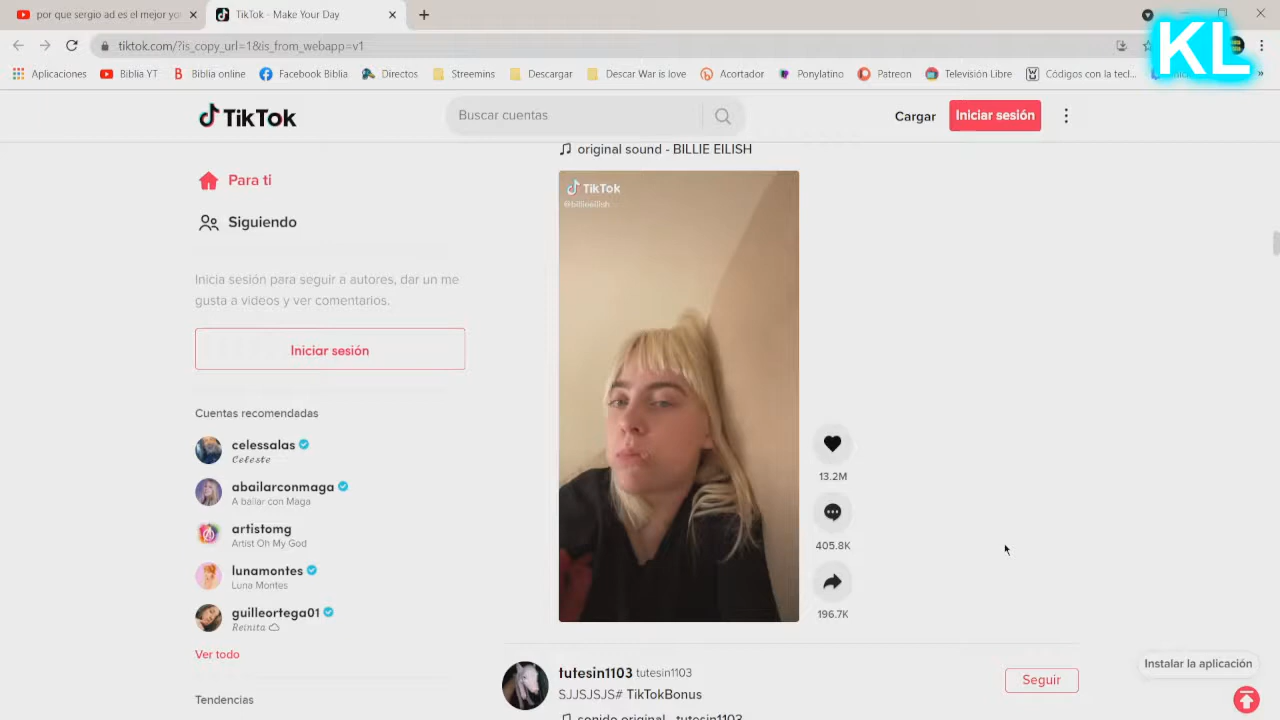 por que sergio ad es el mejor yo
TikTok - Make Your Day
KL
tiktok.com/?is_copy_url=1&is_from_webapp=v1
Aplicaciones
Biblia YT
Biblia online
Facebook Biblia
Directos
Streemins
Descargar
Descar War is love
Acortador
Ponylatino
Patreon
Televisión Libre
Códigos con la tecl...
TikTok
Buscar cuentas
Cargar
Iniciar sesión
original sound - BILLIE EILISH
Para ti
Siguiendo
Inicia sesión para seguir a autores, dar un me
gusta a videos y ver comentarios.
Iniciar sesión
Cuentas recomendadas
celessalas
Celeste
abailarconmaga
A bailar con Maga
artistomg
Artist Oh My God
lunamontes
Luna Montes
guilleortega01
Reinita
Ver todo
Tendencias
TikTok
@billieeilish
13.2M
405.8K
196.7K
tutesin1103 tutesin1103
SJJSJSJS# TikTokBonus
sonido original - tutesin1103
Seguir
Instalar la aplicación